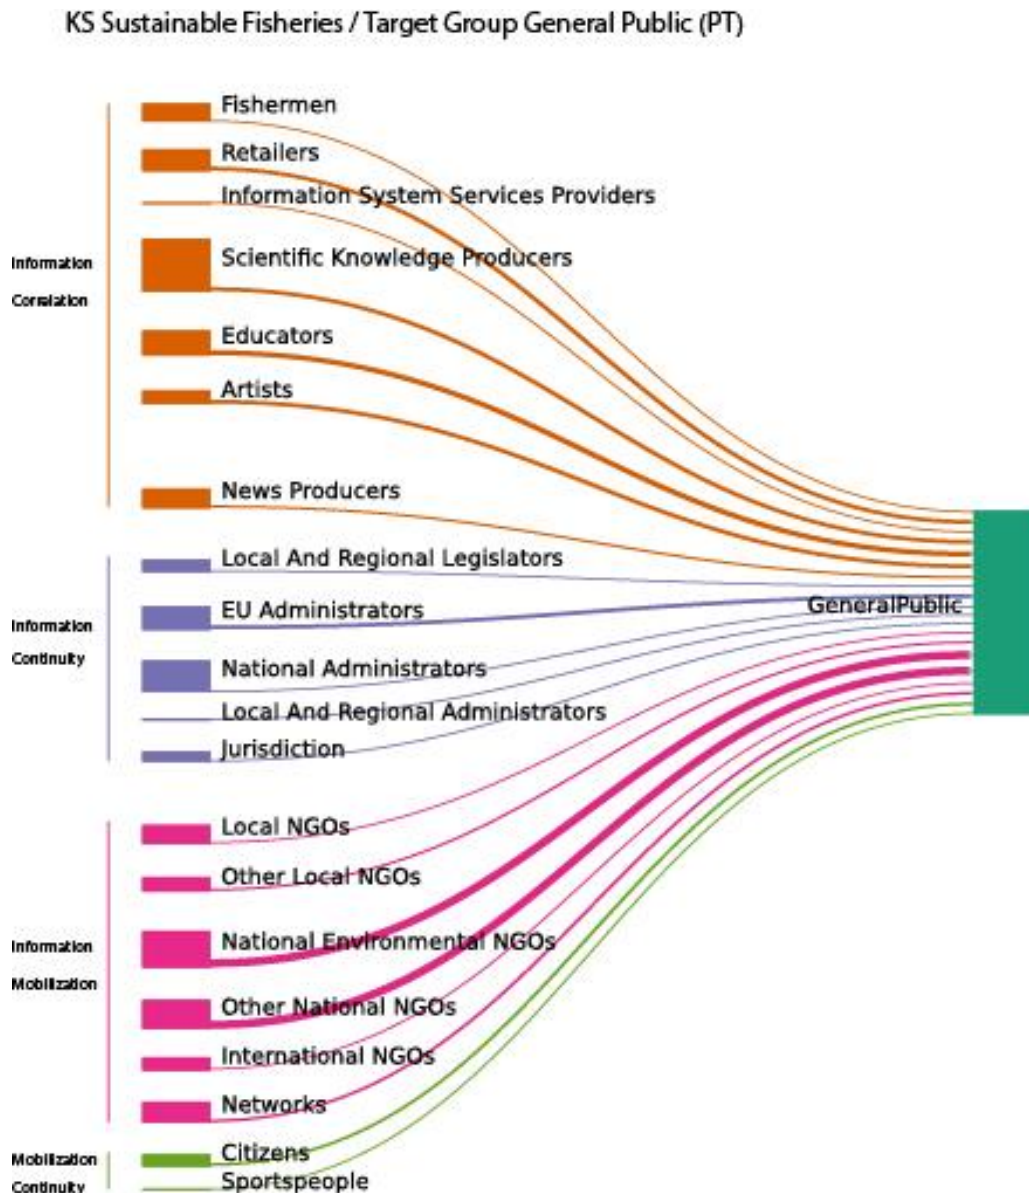 KS Sustainable Fisheries / Target Group General Public (PT)
Fishermen
Retailers
Information System Services Providers
Information
Scientific Knowledge Producers
Correlation
Educators
Artists
News Producers
Local And Regional Legislators
GeneralPublic
EU Administrators
Information
Continuity
National Administrators
Local And Regional Administrators
Jurisdiction
Local NGOs
Other Local NGOs
Information
National Environmental NGOs
Mobilization
Other National NGOs
International NGOs
Networks
Mobilization
Citizens
Continuity
Sportspeople